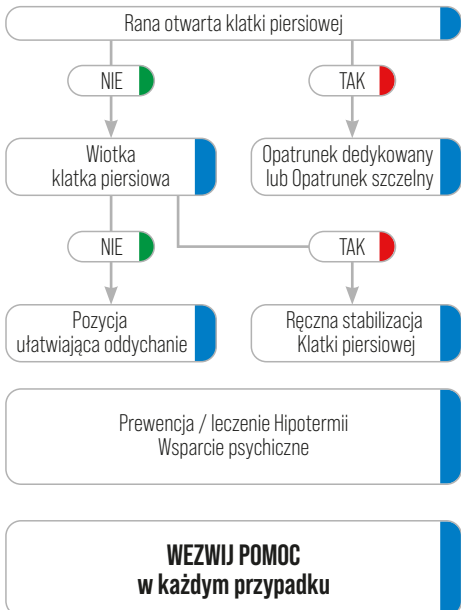 Rana otwarta klatki piersiowej
NIE
TAK
Wiotka
klatka piersiowa
Opatrunek dedykowany
lub Opatrunek szczelny
NIE
TAK
Pozycja
ułatwiająca oddychanie
Ręczna stabilizacja
Klatki piersiowej
Prewencja / leczenie Hipotermii
Wsparcie psychiczne
WEZWIJ POMOC
w każdym przypadku